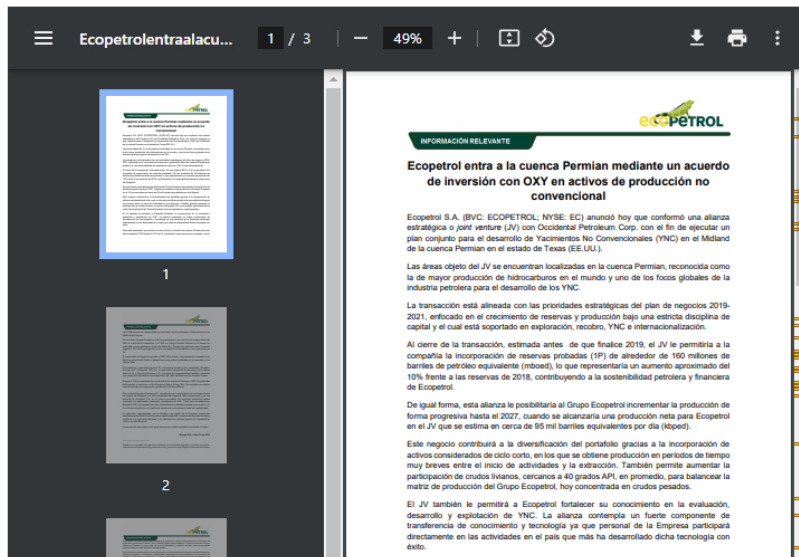 Ecopetrolentraalacu...
1 / 3
49%
ecoPETROL
INFORMACIÓN RELEVANTE
Ecopetrol entra a la cuenca Permian mediante un acuerdo
de inversión con OXY en activos de producción no
convencional
Ecopetrol S.A. (BVC: ECOPETROL; NYSE: EC) anunció hoy que conformó una alianza
estratégica o joint venture (JV) con Occidental Petroleum Corp. con el fin de ejecutar un
plan conjunto para el desarrollo de Yacimientos No Convencionales (YNC) en el Midland
de la cuenca Permian en el estado de Texas (EE.UU.).
Las áreas objeto del JV se encuentran localizadas en la cuenca Permian, reconocida como
la de mayor producción de hidrocarburos en el mundo y uno de los focos globales de la
industria petrolera para el desarrollo de los YNC.
La transacción está alineada con las prioridades estratégicas del plan de negocios 2019-
2021, enfocado en el crecimiento de reservas y producción bajo una estricta disciplina de
capital y el cual está soportado en exploración, recobro, YNC e internacionalización.
Al cierre de la transacción, estimada antes de que finalice 2019, el JV le permitiría a la
compañía la incorporación de reservas probadas (1P) de alrededor de 160 millones de
barriles de petróleo equivalente (mboed), lo que representaría un aumento aproximado del
10% frente a las reservas de 2018, contribuyendo a la sostenibilidad petrolera y financiera
de Ecopetrol.
De igual forma, esta alianza le posibilitaría al Grupo Ecopetrol incrementar la producción de
forma progresiva hasta el 2027, cuando se alcanzaría una producción neta para Ecopetrol
en el JV que se estima en cerca de 95 mil barriles equivalentes por día (kbped).
Este negocio contribuirá a la diversificación del portafolio gracias a la incorporación de
activos considerados de ciclo corto, en los que se obtiene producción en períodos de tiempo
muy breves entre el inicio de actividades y la extracción. También permite aumentar la
participación de crudos livianos, cercanos a 40 grados API, en promedio, para balancear la
matriz de producción del Grupo Ecopetrol, hoy concentrada en crudos pesados.
El JV también le permitirá a Ecopetrol fortalecer su conocimiento en la evaluación,
desarrollo y explotación de YNC. La alianza contempla un fuerte componente de
transferencia de conocimiento y tecnología ya que personal de la Empresa participará
directamente en las actividades en el país que más ha desarrollado dicha tecnología con
éxito.
1
2